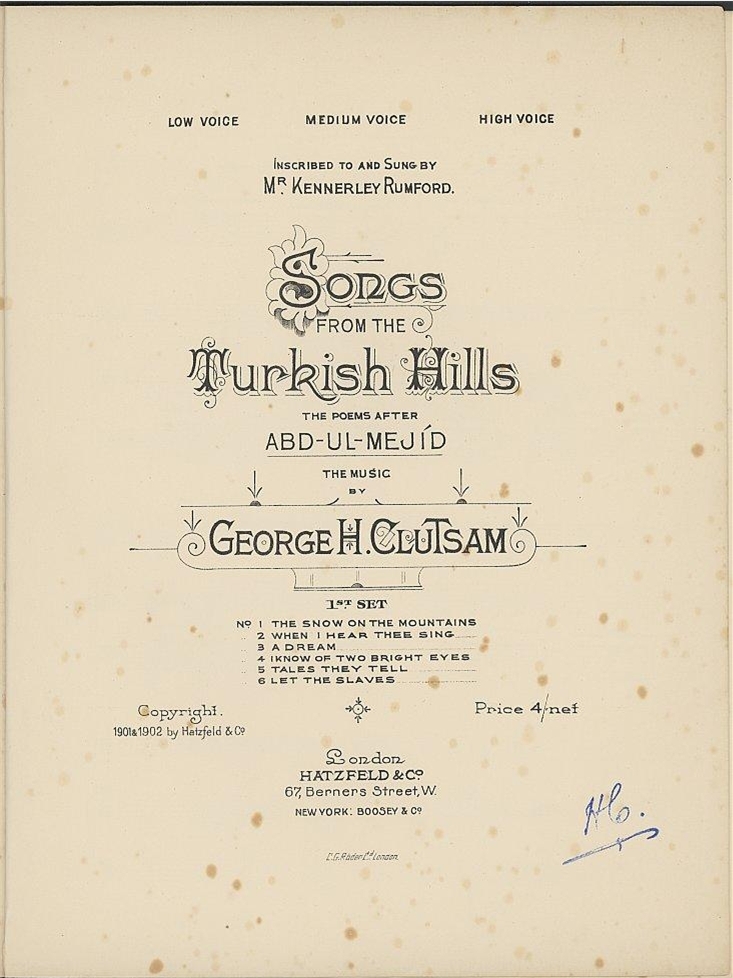 LOW VOICE MEDIUM VOICE HIGH VOICE
INSCRIBED TO AND SUNG BY
MR. KENNERLEY RUMFORD.
SONGS
FROM THE
Turkish Hills
THE POEMS AFTER
ABD-UL-MEJÍD
THE MUSIC
BY
GEORGE H. CLUTSAM
1ST. SET
No 1 THE SNOW ON THE MOUNTAINS
.. 2 WHEN I HEAR THEE SING
.. 3 A DREAM
.. 4 I KNOW OF TWO BRIGHT EYES
.. 5 TALES THEY TELL
.. 6 LET THE SLAVES
Copyright. Price 4/net
1901 & 1902 by Hatzfeld & Co
London
HATZFELD & Co
67, Berners Street, W.
NEW YORK: BOOSEY & Co
C.G. Röder Ld London.